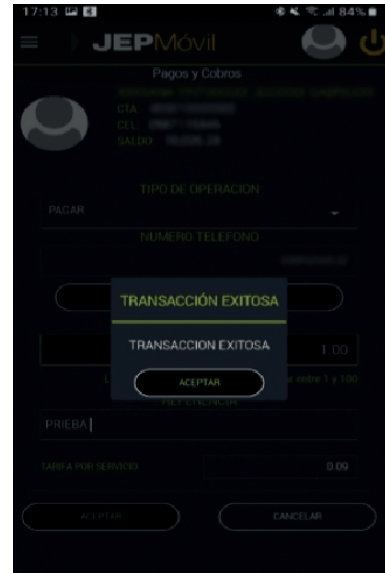 17:13 84%
JEPMóvil
Pagos y Cobros
CTA:
CEL:
SALDO:
TIPO DE OPERACION
PAGAR
NUMERO TELEFONO
TRANSACCIÓN EXITOSA
TRANSACCION EXITOSA
ACEPTAR
1.00
entre 1 y 100
REFERENCIA
PRIEBA
TARIFA POR SERVICIO 0.09
ACEPTAR CANCELAR